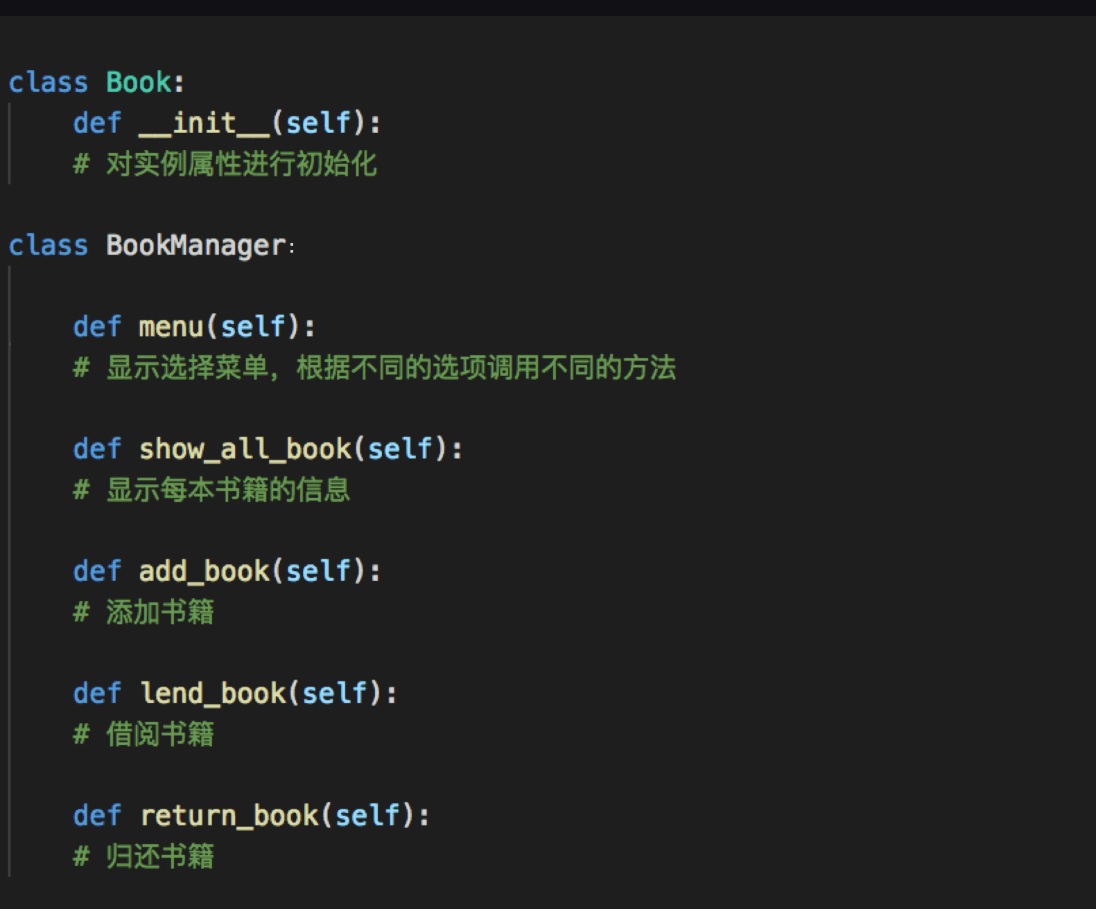 class Book:
def __init__(self):
# 对实例属性进行初始化
class BookManager:
def menu(self):
# 显示选择菜单，根据不同的选项调用不同的方法
def show_all_book(self):
# 显示每本书籍的信息
def add_book(self):
# 添加书籍
def lend_book(self):
# 借阅书籍
def return_book(self):
# 归还书籍